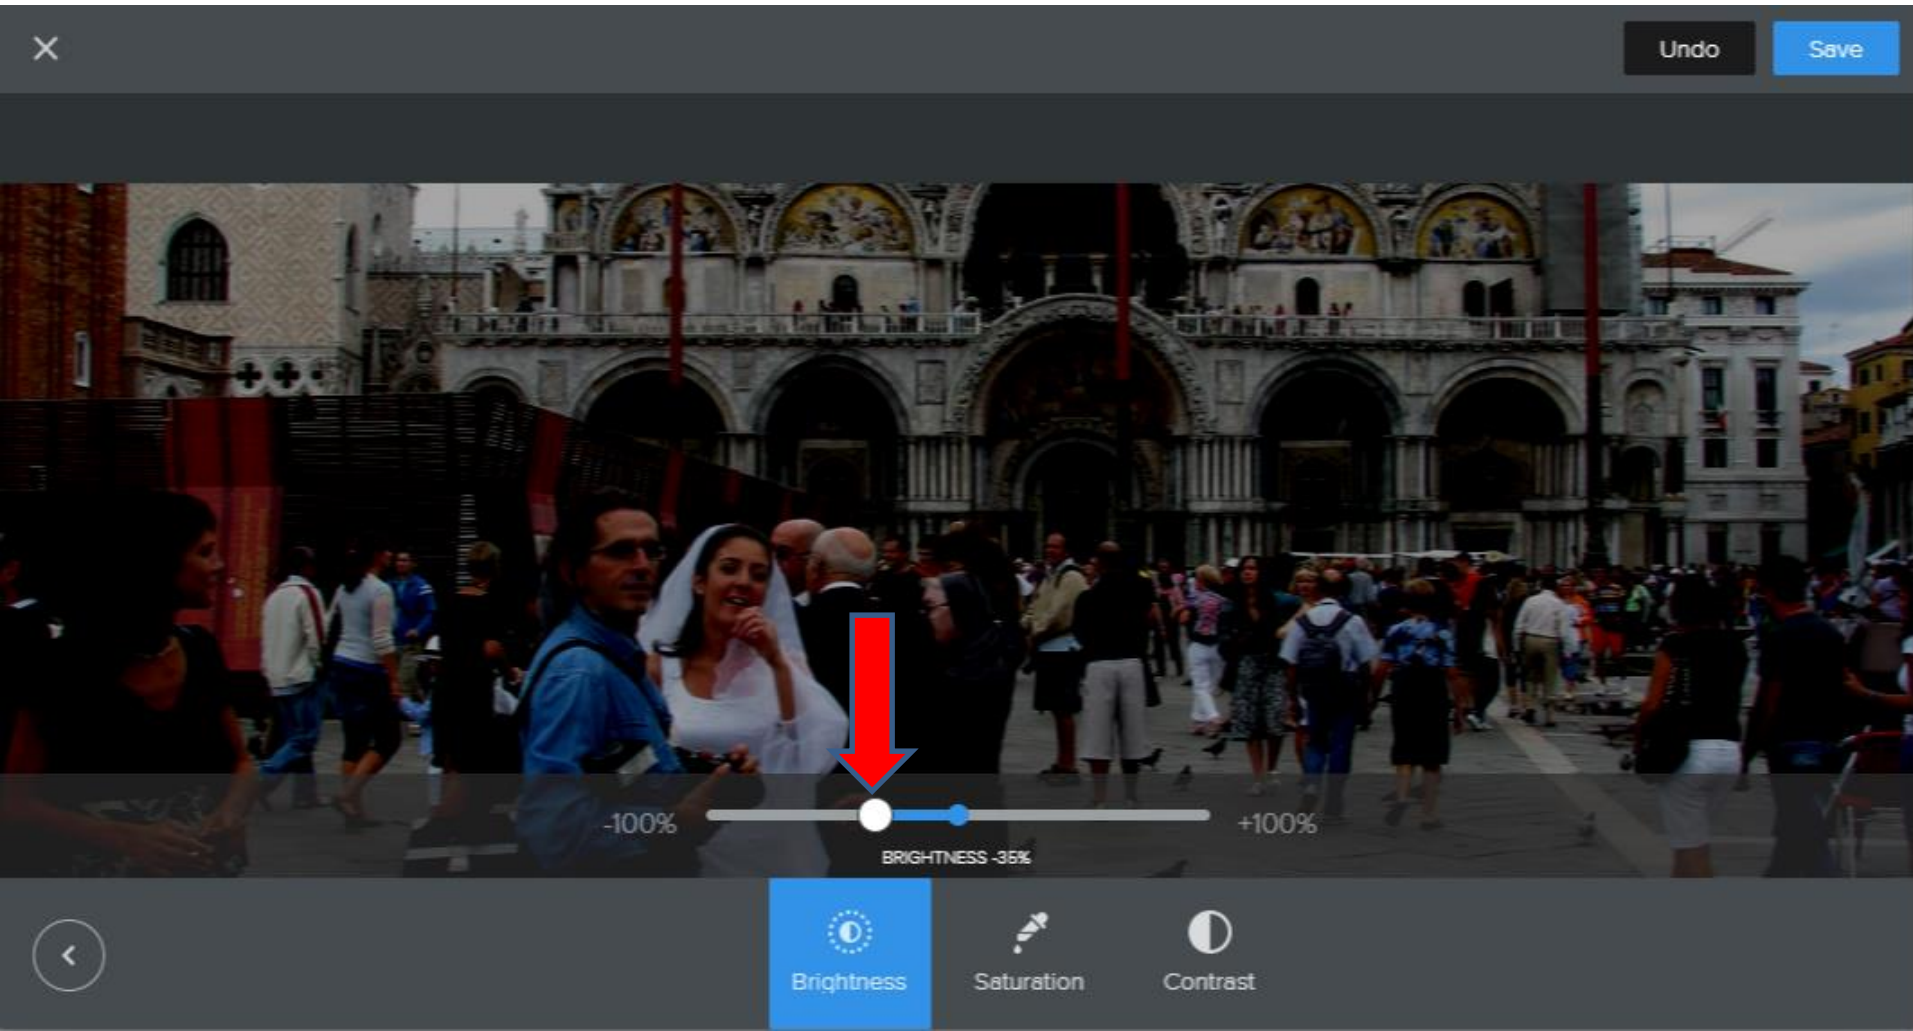 Undo
Save
-100%
+100%
BRIGHTNESS -35%
Brightness
Saturation
Contrast